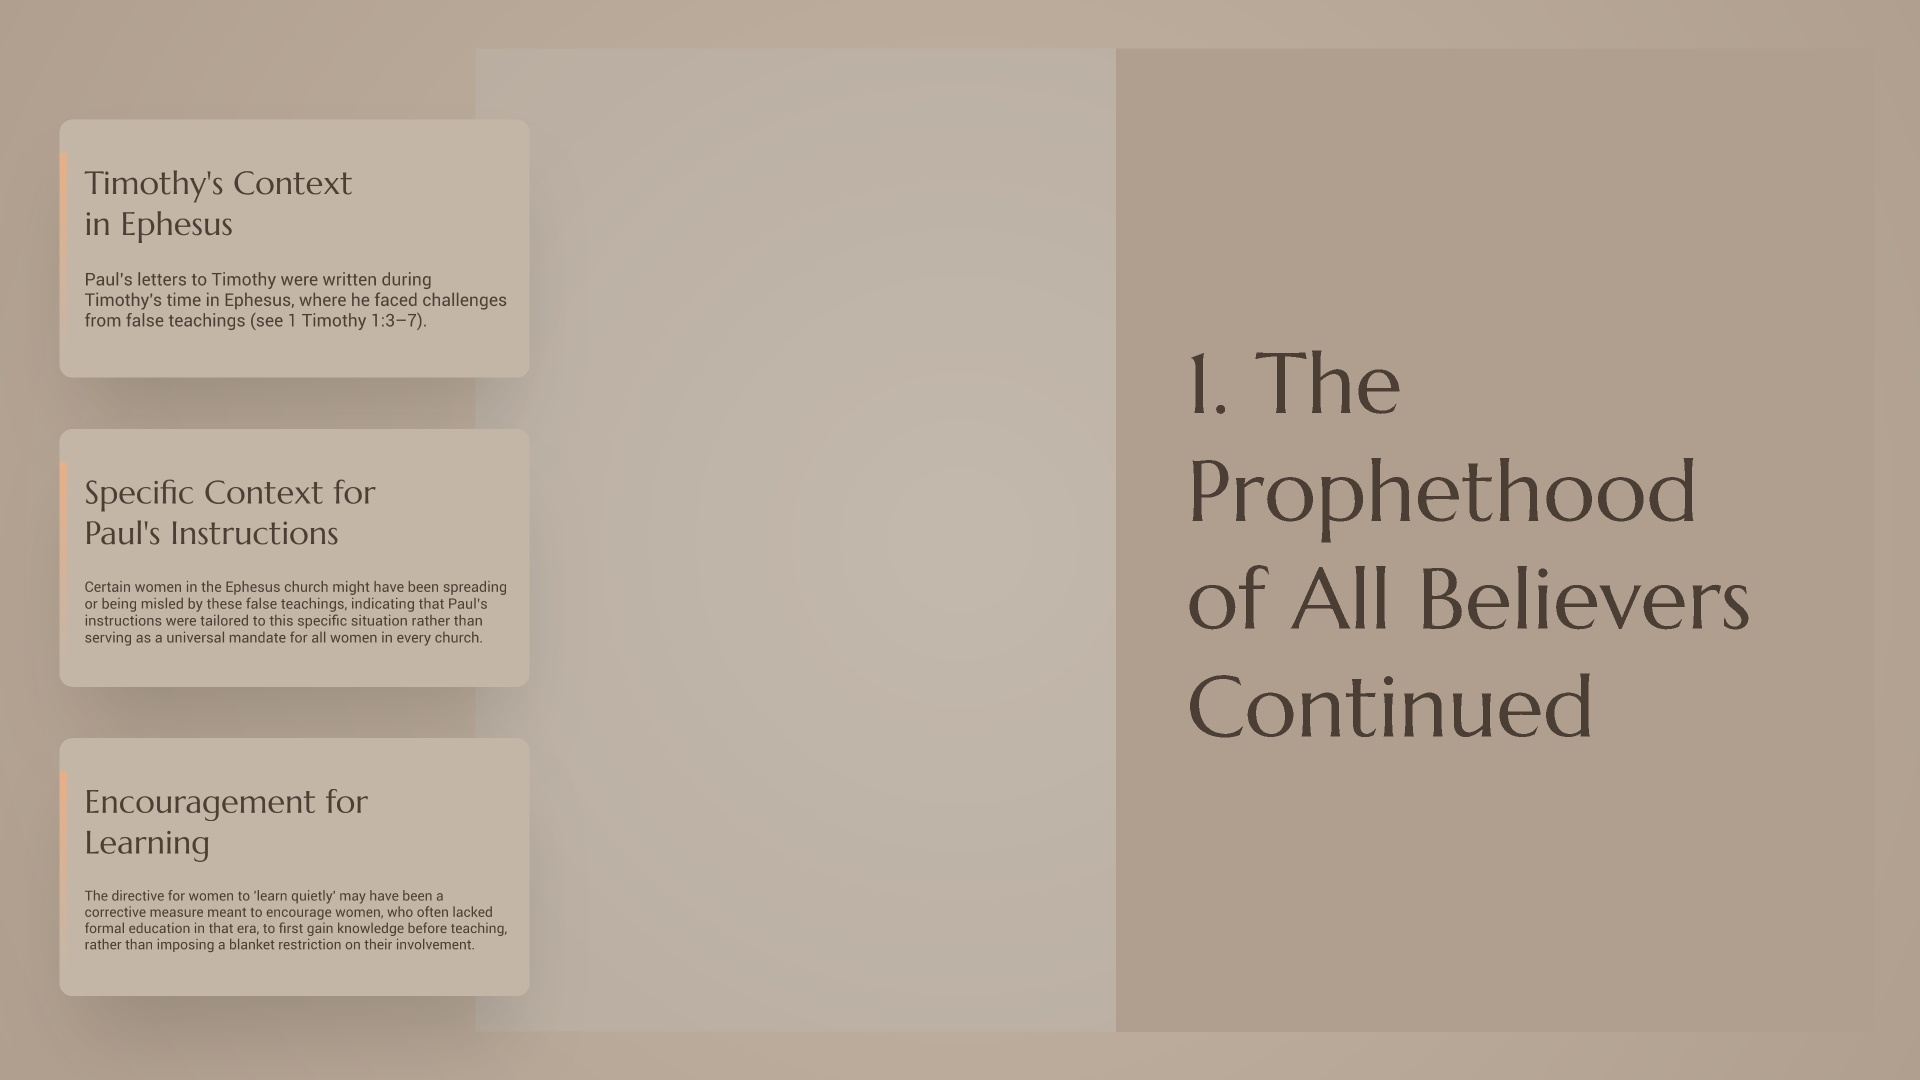 Timothy's Context
in Ephesus
Paul's letters to Timothy were written during
Timothy's time in Ephesus, where he faced challenges
from false teachings (see 1 Timothy 1:3–7).
Specific Context for
Paul's Instructions
Certain women in the Ephesus church might have been spreading
or being misled by these false teachings, indicating that Paul's
instructions were tailored to this specific situation rather than
serving as a universal mandate for all women in every church.
Encouragement for
Learning
The directive for women to 'learn quietly' may have been a
corrective measure meant to encourage women, who often lacked
formal education in that era, to first gain knowledge before teaching,
rather than imposing a blanket restriction on their involvement.
1. The
Prophethood
of All Believers
Continued